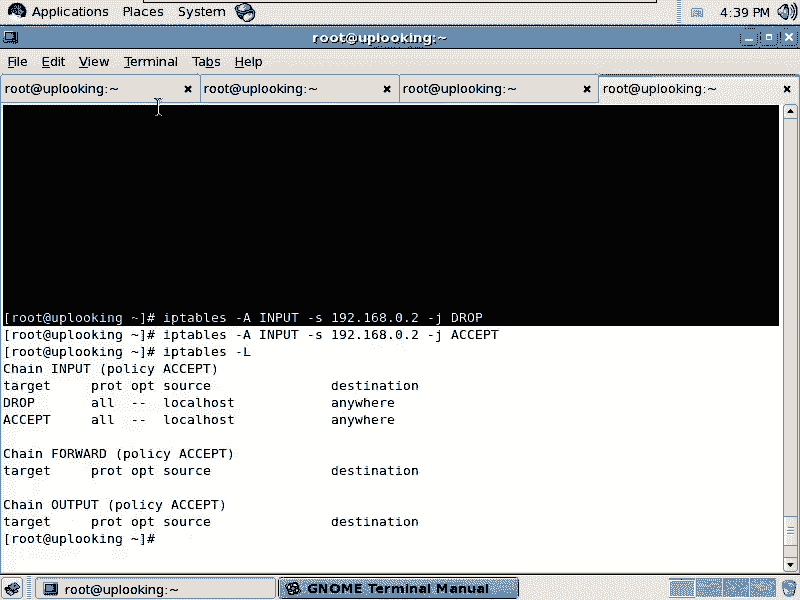 Applications Places System 4:39 PM
root@uplooking:~
File Edit View Terminal Tabs Help
root@uplooking:~ root@uplooking:~ root@uplooking:~ root@uplooking:~
[root@uplooking ~]# iptables -A INPUT -s 192.168.0.2 -j DROP
[root@uplooking ~]# iptables -A INPUT -s 192.168.0.2 -j ACCEPT
[root@uplooking ~]# iptables -L
Chain INPUT (policy ACCEPT)
target     prot opt source               destination
DROP       all  --  localhost            anywhere
ACCEPT     all  --  localhost            anywhere
Chain FORWARD (policy ACCEPT)
target     prot opt source               destination
Chain OUTPUT (policy ACCEPT)
target     prot opt source               destination
[root@uplooking ~]#
root@uplooking:~ GNOME Terminal Manual